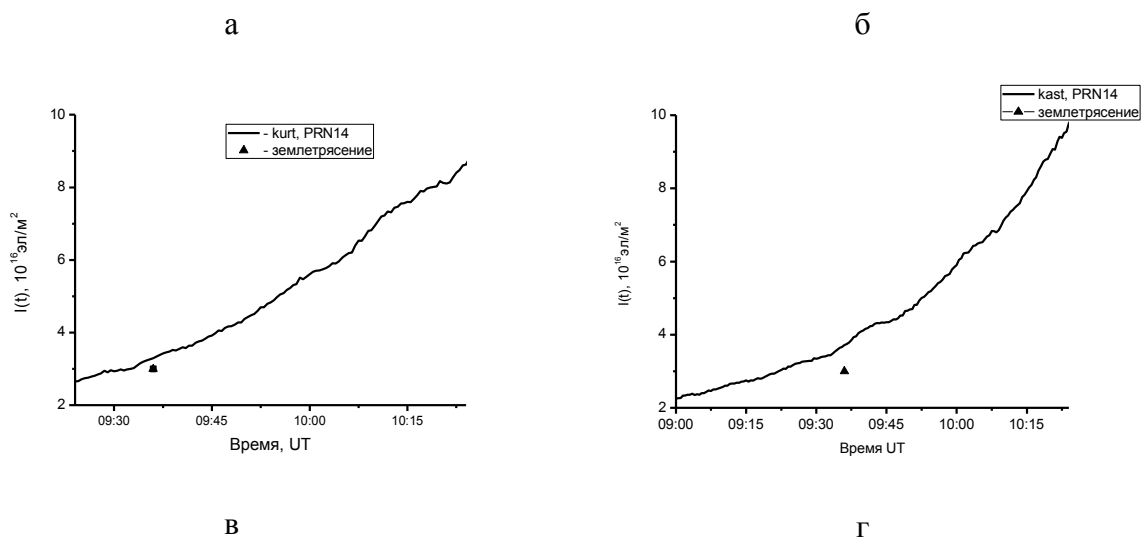 а б
- kurt, PRN14
- землетрясение
I(t), 10¹⁶эл/м²
10
8
6
4
2
09:30 09:45 10:00 10:15
Время, UT
kast, PRN14
землетрясение
I(t), 10¹⁶эл/м²
10
8
6
4
2
09:00 09:15 09:30 09:45 10:00 10:15
Время UT
в г